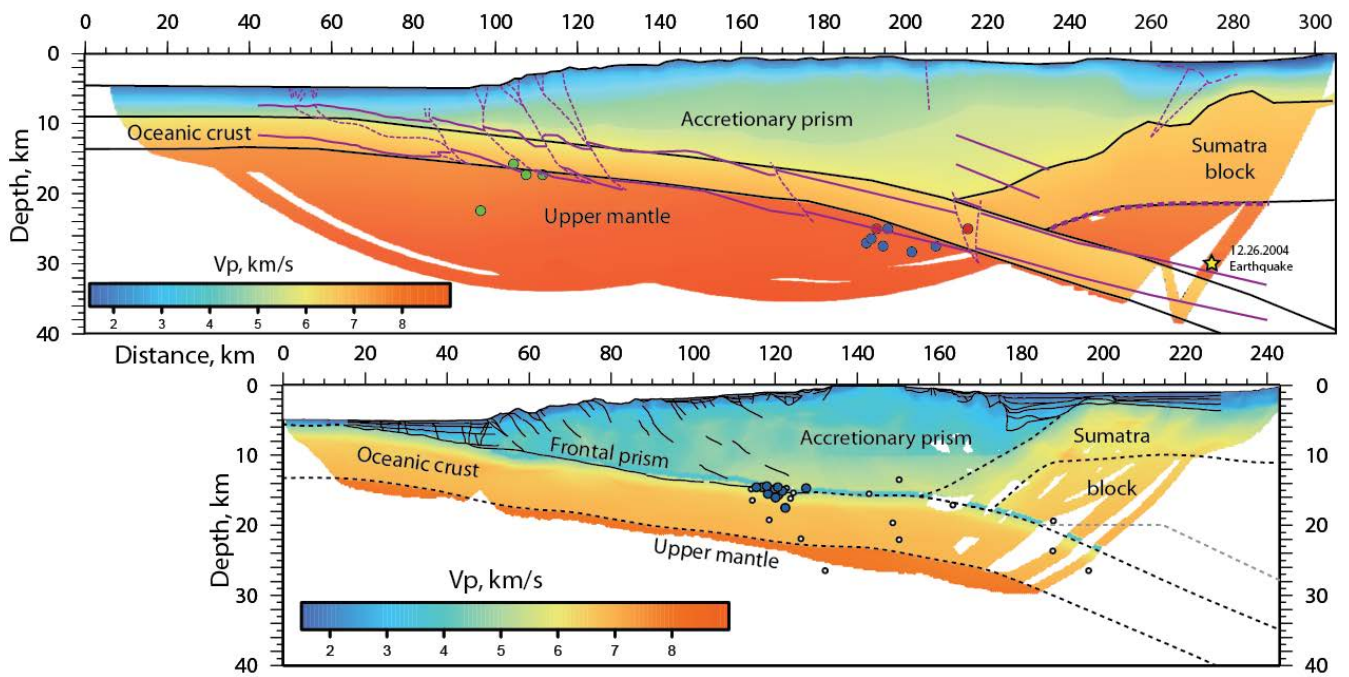 0 20 40 60 80 100 120 140 160 180 200 220 240 260 280 300
0
10
20
30
40
Depth, km
Oceanic crust
Accretionary prism
Sumatra
block
Upper mantle
12.26.2004
Earthquake
Vp, km/s
2 3 4 5 6 7 8
Distance, km
0 20 40 60 80 100 120 140 160 180 200 220 240
0
10
20
30
40
Depth, km
0
10
20
30
40
Oceanic crust
Frontal prism
Accretionary prism
Sumatra
block
Upper mantle
Vp, km/s
2 3 4 5 6 7 8